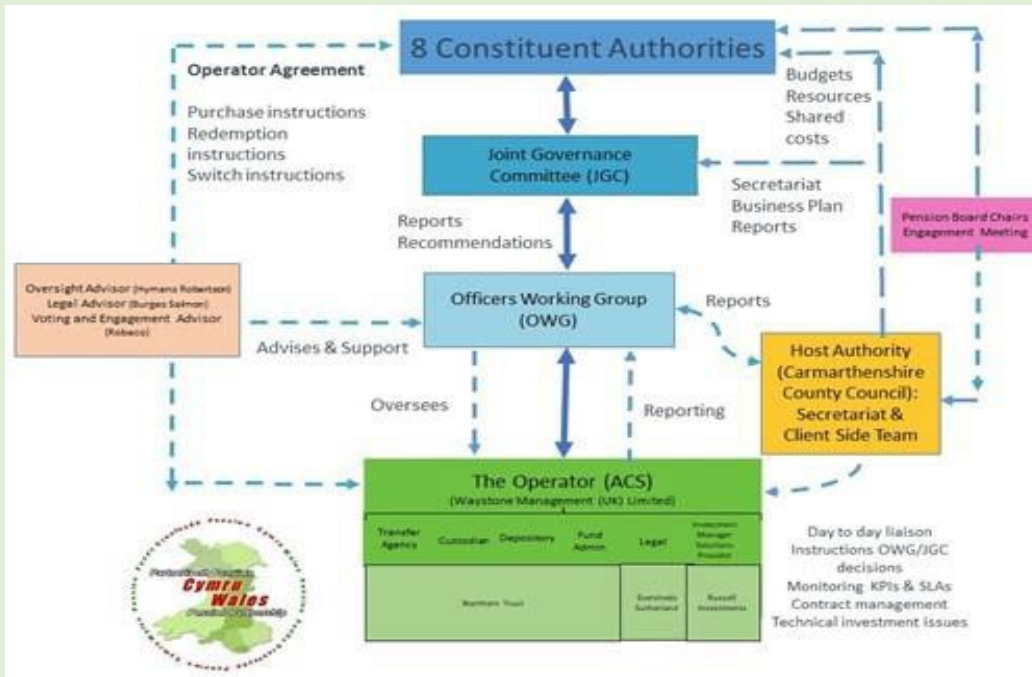 8 Constituent Authorities
Operator Agreement
Purchase instructions
Redemption
instructions
Switch instructions
Budgets
Resources
Shared
costs
Joint Governance
Committee (JGC)
Secretariat
Business Plan
Reports
Pension Board Chairs
Engagement Meeting
Reports
Recommendations
Oversight Advisor (Hymans Robertson)
Legal Advisor (Burges Salmon)
Voting and Engagement Advisor
(Robeco)
Officers Working Group
(OWG)
Advises & Support
Reports
Host Authority
(Carmarthenshire
County Council):
Secretariat &
Client Side Team
Oversees
Reporting
The Operator (ACS)
(Waystone Management (UK) Limited)
Transfer
Agency
Custodian
Depository
Fund
Admin
Legal
Investment
Manager
Solutions
Provider
Northern Trust
Eversheds
Sutherland
Russell
Investments
Day to day liaison
Instructions OWG/JGC
decisions
Monitoring KPIs & SLAs
Contract management
Technical investment issues
Partneriaeth Pensiwn
Cymru
Wales
Pension Partnership